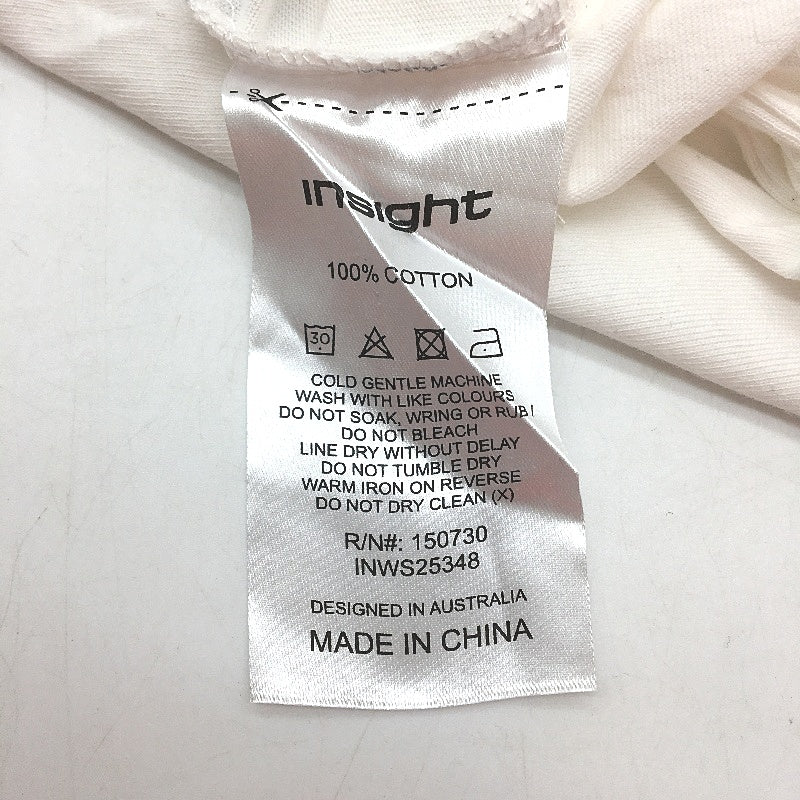 insight
100% COTTON
30
COLD GENTLE MACHINE
WASH WITH LIKE COLOURS
DO NOT SOAK, WRING OR RUB!
DO NOT BLEACH
LINE DRY WITHOUT DELAY
DO NOT TUMBLE DRY
WARM IRON ON REVERSE
DO NOT DRY CLEAN (X)
R/N#: 150730
INWS25348
DESIGNED IN AUSTRALIA
MADE IN CHINA